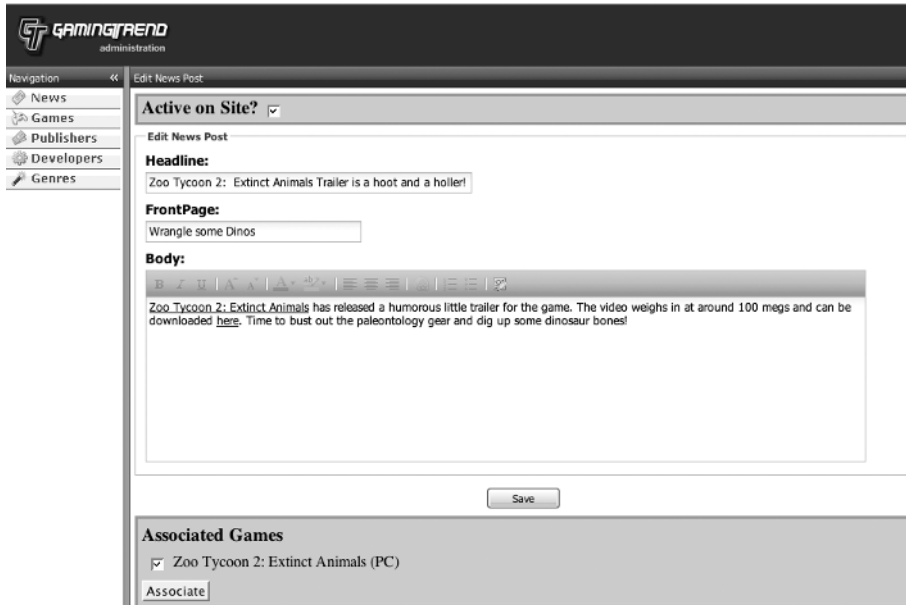 GAMINGTREND
administration
Navigation «
Edit News Post
News
Games
Publishers
Developers
Genres
Active on Site?
Edit News Post
Headline:
Zoo Tycoon 2: Extinct Animals Trailer is a hoot and a holler!
FrontPage:
Wrangle some Dinos
Body:
B I U A A A
Zoo Tycoon 2: Extinct Animals has released a humorous little trailer for the game. The video weighs in at around 100 megs and can be
downloaded here. Time to bust out the paleontology gear and dig up some dinosaur bones!
Save
Associated Games
Zoo Tycoon 2: Extinct Animals (PC)
Associate